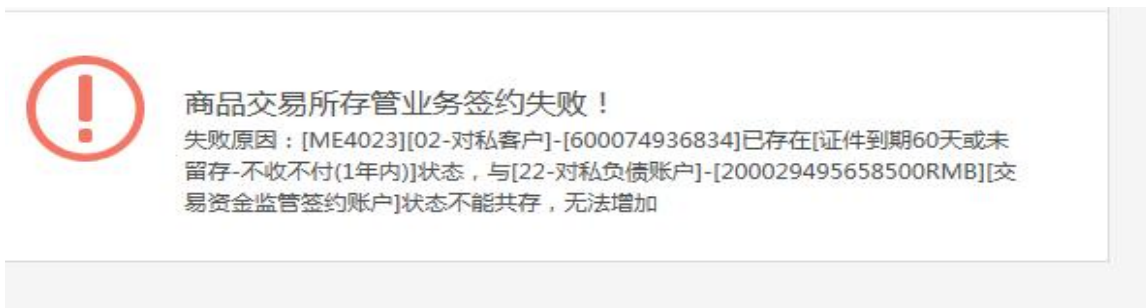 商品交易所存管业务签约失败！
失败原因：[ME4023][02-对私客户]-[600074936834]已存在[证件到期60天或未
留存-不收不付(1年内)]状态，与[22-对私负债账户]-[200029495658500RMB][交
易资金监管签约账户]状态不能共存，无法增加